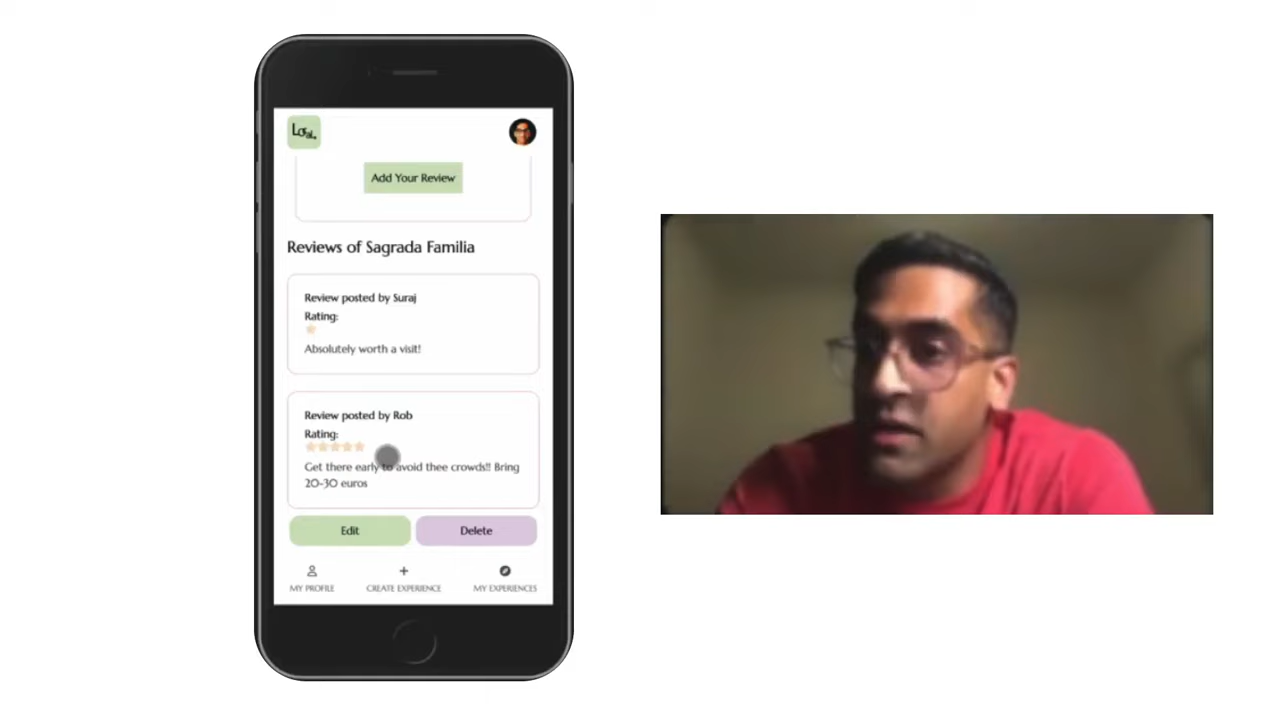 Local.
Add Your Review
Reviews of Sagrada Familia
Review posted by Suraj
Rating:
Absolutely worth a visit!
Review posted by Rob
Rating:
Get there early to avoid thee crowds!! Bring
20-30 euros
Edit Delete
MY PROFILE CREATE EXPERIENCE MY EXPERIENCES